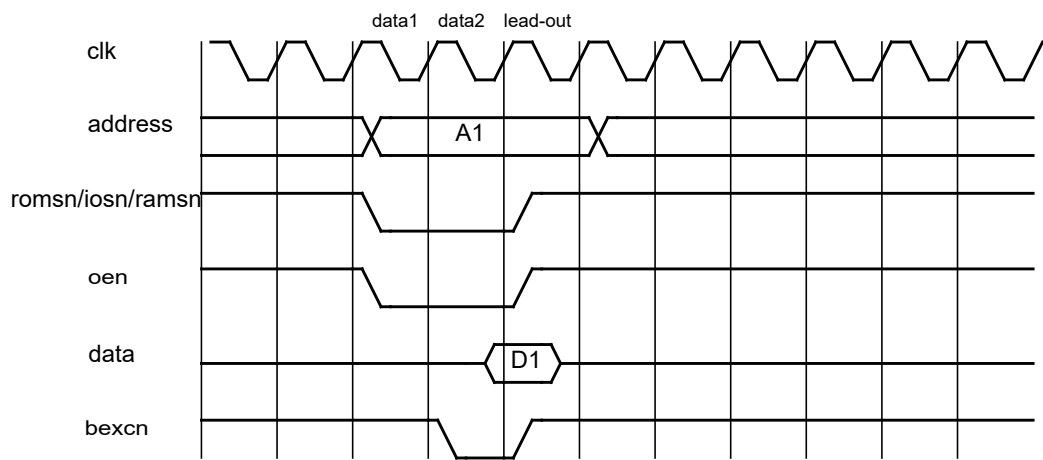 data1 data2 lead-out
clk
address
A1
romsn/iosn/ramsn
oen
data
D1
bexcn